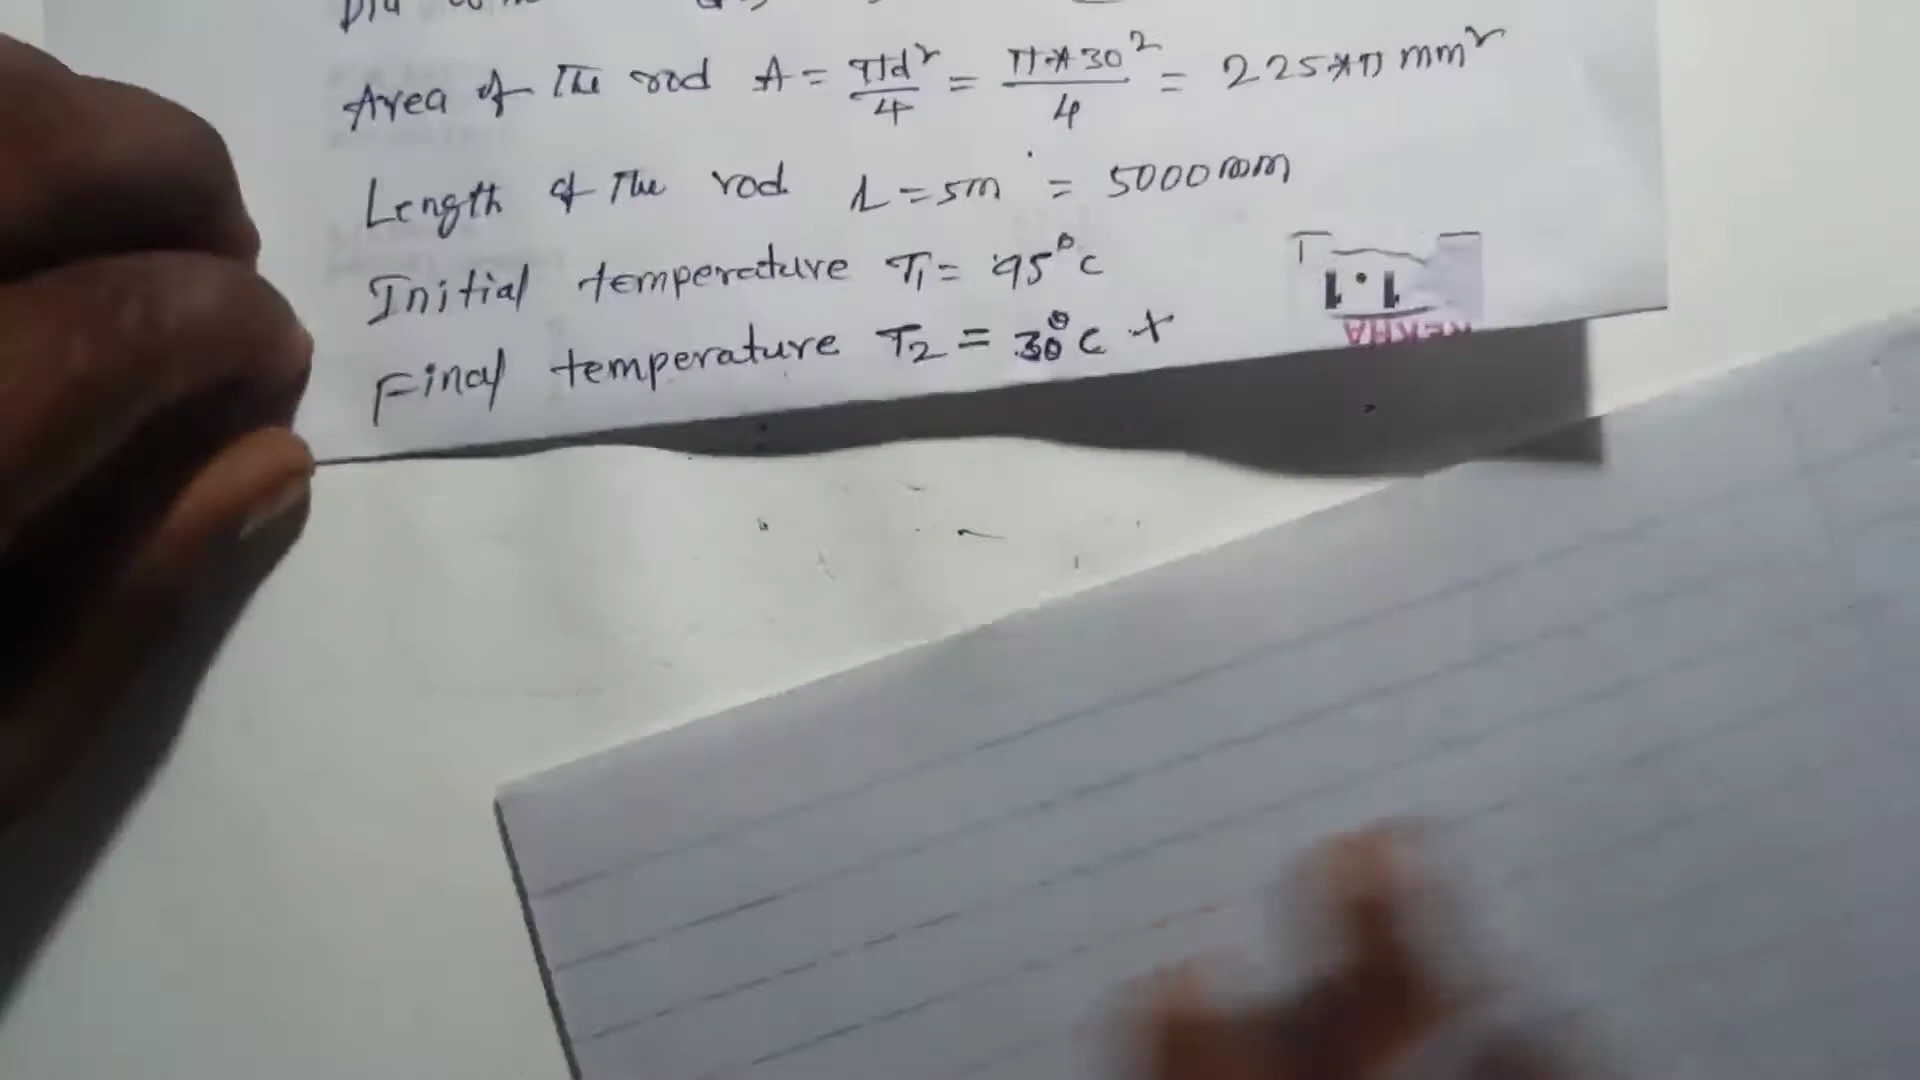 Area of The rod A = πd²/4 = π*30²/4 = 225*π mm²
Length of The rod L = 5m = 5000mm
Initial temperature T1 = 95°C
Final temperature T2 = 30°C +
REKHA